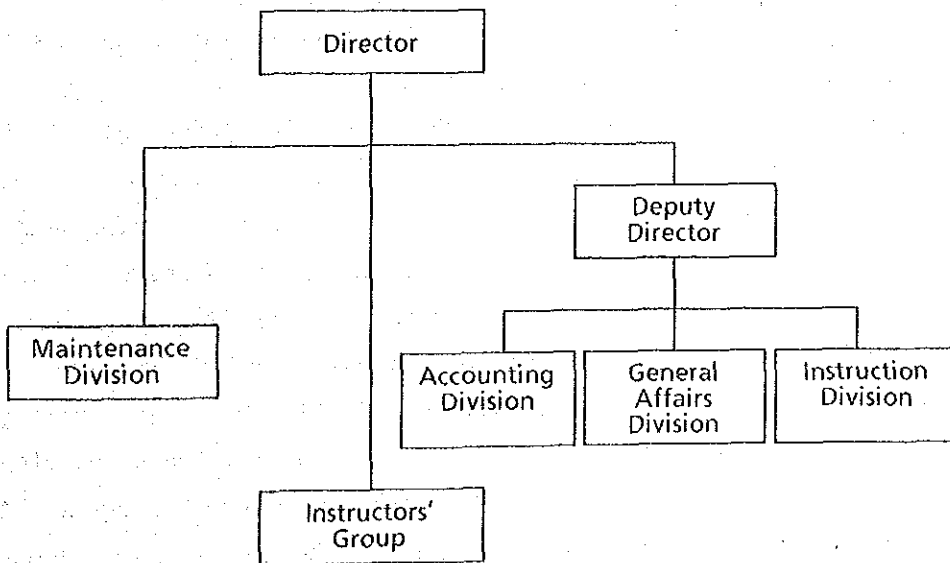 Director
Deputy
Director
Maintenance
Division
Accounting
Division
General
Affairs
Division
Instruction
Division
Instructors'
Group